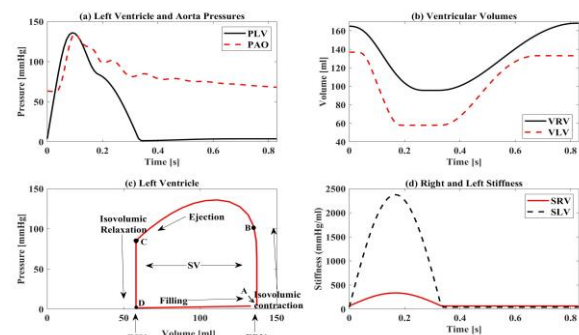 (a) Left Ventricle and Aorta Pressures
150
100
50
0
Pressure [mmHg]
PLV
PAO
0 0.2 0.4 0.6 0.8
Time [s]
(b) Ventricular Volumes
160
140
120
100
80
60
40
Volume [ml]
VRV
VLV
0 0.2 0.4 0.6 0.8
Time [s]
(c) Left Ventricle
150
100
50
0
Pressure [mmHg]
Isovolumic
Relaxation
Ejection
C
B
SV
Filling
A
D
Isovolumic
Contraction
0 50 100 150
Volume [ml]
(d) Right and Left Stiffness
2500
2000
1500
1000
500
0
Stiffness (mmHg/ml)
SRV
SLV
0 0.2 0.4 0.6 0.8
Time [s]